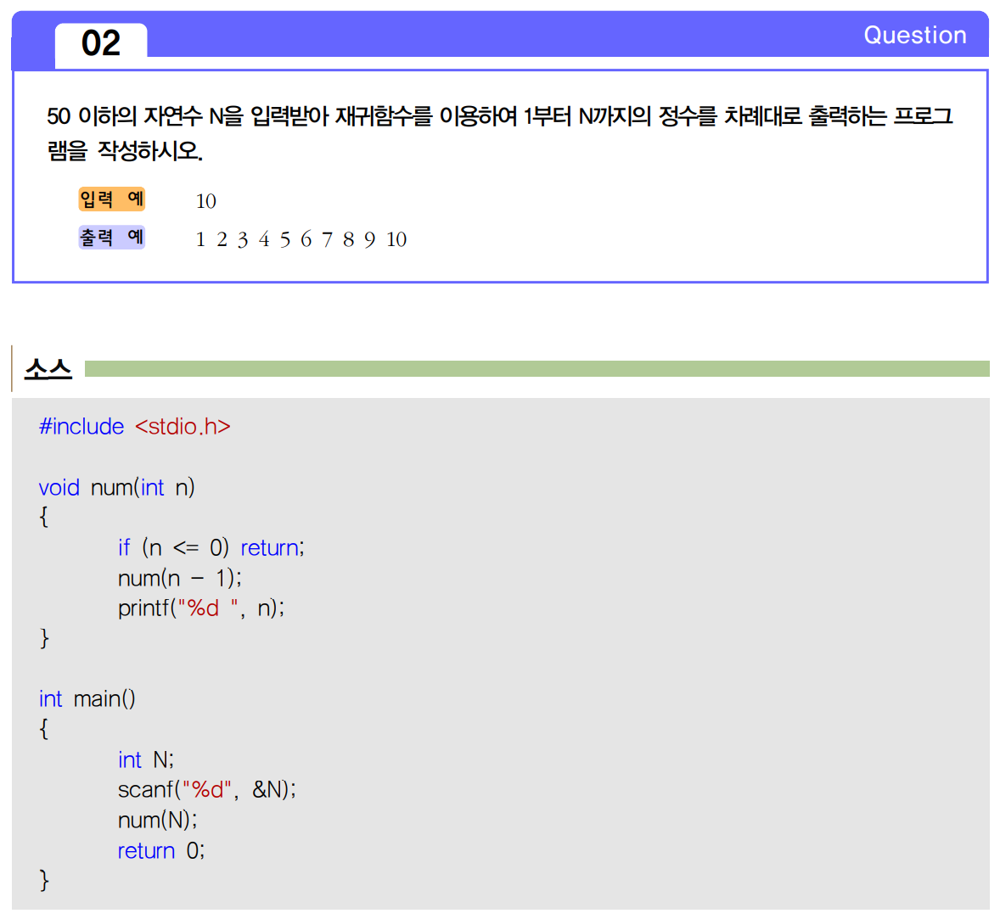 02
Question
50 이하의 자연수 N을 입력받아 재귀함수를 이용하여 1부터 N까지의 정수를 차례대로 출력하는 프로그
램을 작성하시오.
입력 예 10
출력 예 1 2 3 4 5 6 7 8 9 10
소스
#include <stdio.h>
void num(int n)
{
if (n <= 0) return;
num(n - 1);
printf("%d ", n);
}
int main()
{
int N;
scanf("%d", &N);
num(N);
return 0;
}